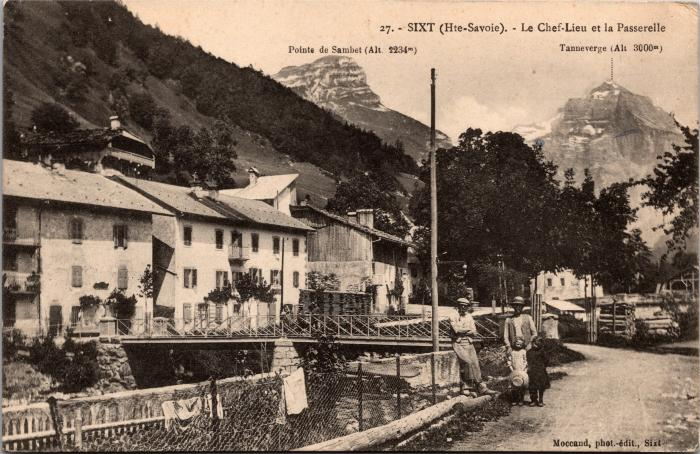 27. - SIXT (Hte-Savoie). - Le Chef-Lieu et la Passerelle
Pointe de Sambet (Alt. 2234m)
Tanneverge (Alt 3000m)
Moccand, phot.-édit., Sixt